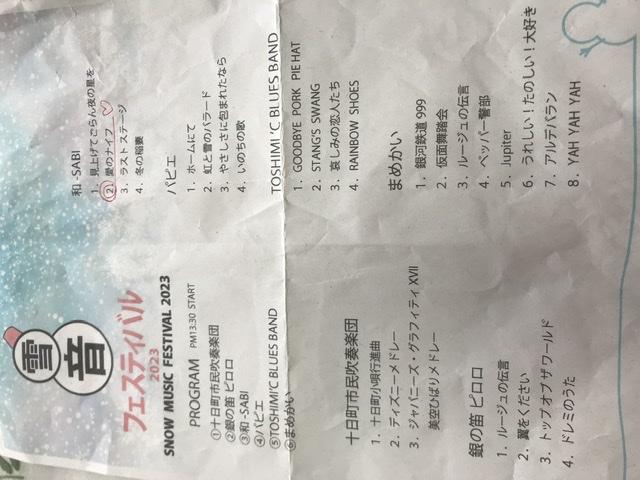 雪
音
フェスティバル
2023
SNOW MUSIC FESTIVAL 2023
PROGRAM PM13:30 START
①十日町市民吹奏楽団
②銀の笛 ピロロ
③和-SABI
④パピエ
⑤TOSHIMI'C BLUES BAND
⑥まめかい
十日町市民吹奏楽団
1. 十日町小唄行進曲
2. ディズニーメドレー
3. ジャパニーズ・グラフィティ XVII
美空ひばりメドレー
銀の笛 ピロロ
1. ルージュの伝言
2. 翼をください
3. トップオブザワールド
4. ドレミのうた
和 -SABI
1. 見上げてごらん夜の星を
2. 愛のナイフ
3. ラストステージ
4. 冬の稲妻
パピエ
1. ホームにて
2. 虹と雪のバラード
3. やさしさに包まれたなら
4. いのちの歌
TOSHIMI'C BLUES BAND
1. GOODBYE PORK PIE HAT
2. STANG'S SWANG
3. 哀しみの恋人たち
4. RAINBOW SHOES
まめかい
1. 銀河鉄道 999
2. 仮面舞踏会
3. ルージュの伝言
4. ペッパー警部
5. Jupiter
6. うれしい！たのしい！大好き
7. アルデバラン
8. YAH YAH YAH